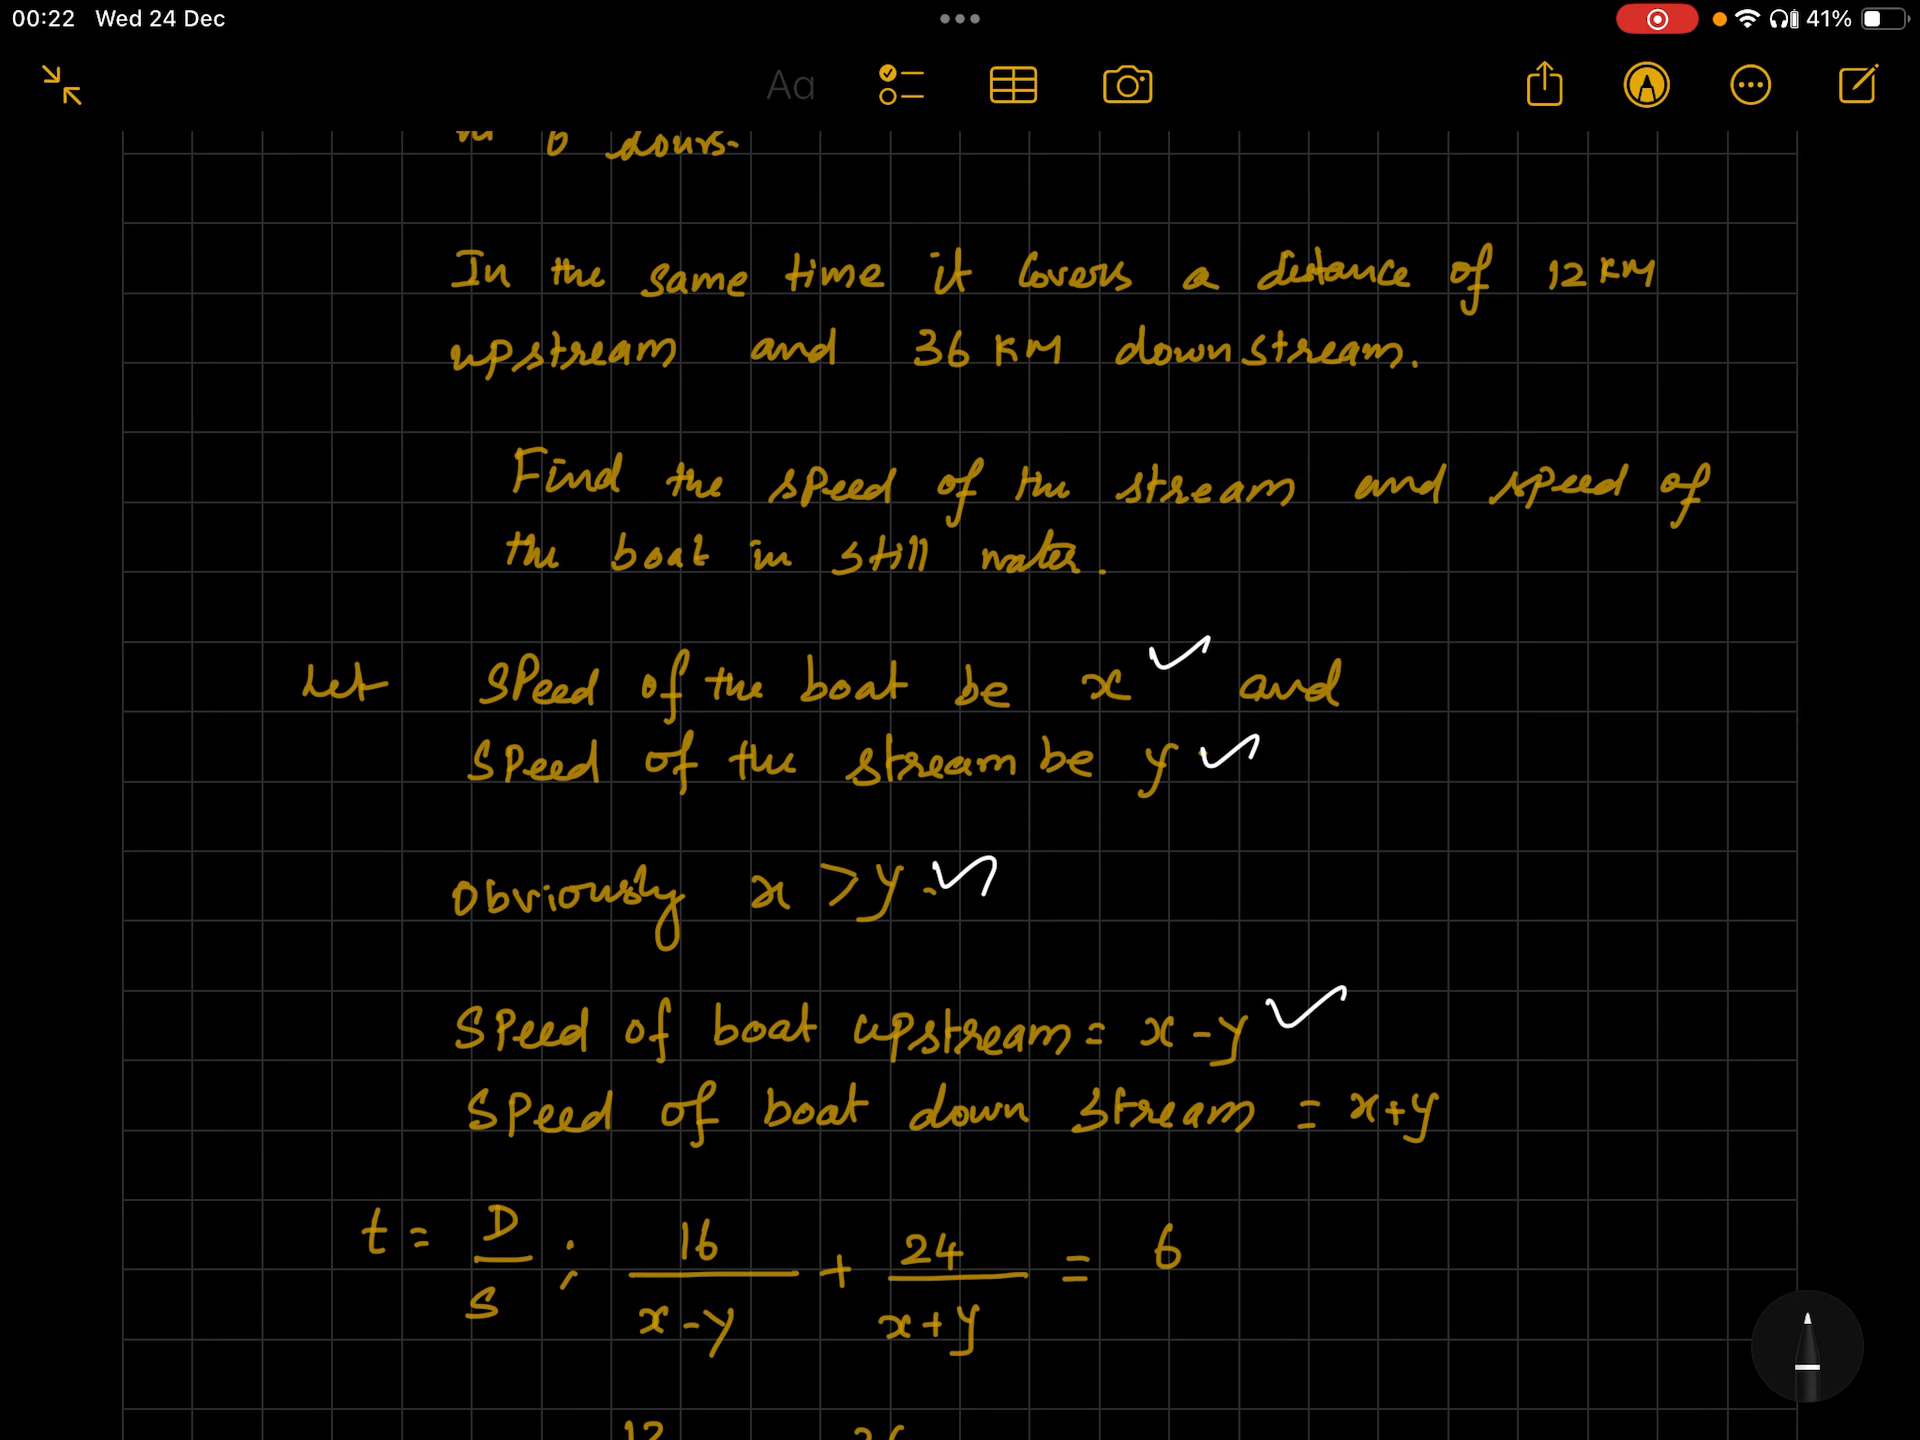 00:22 Wed 24 Dec
41%
Aa
hours.
In the same time it covers a distance of 12 KM
upstream and 36 KM downstream.
Find the speed of the stream and speed of
the boat in still water.
Let Speed of the boat be x ✓ and
Speed of the stream be y ✓
Obviously x > y. ✓
Speed of boat upstream = x - y ✓
Speed of boat down stream = x + y
t = D/S ; 16/(x-y) + 24/(x+y) = 6
12